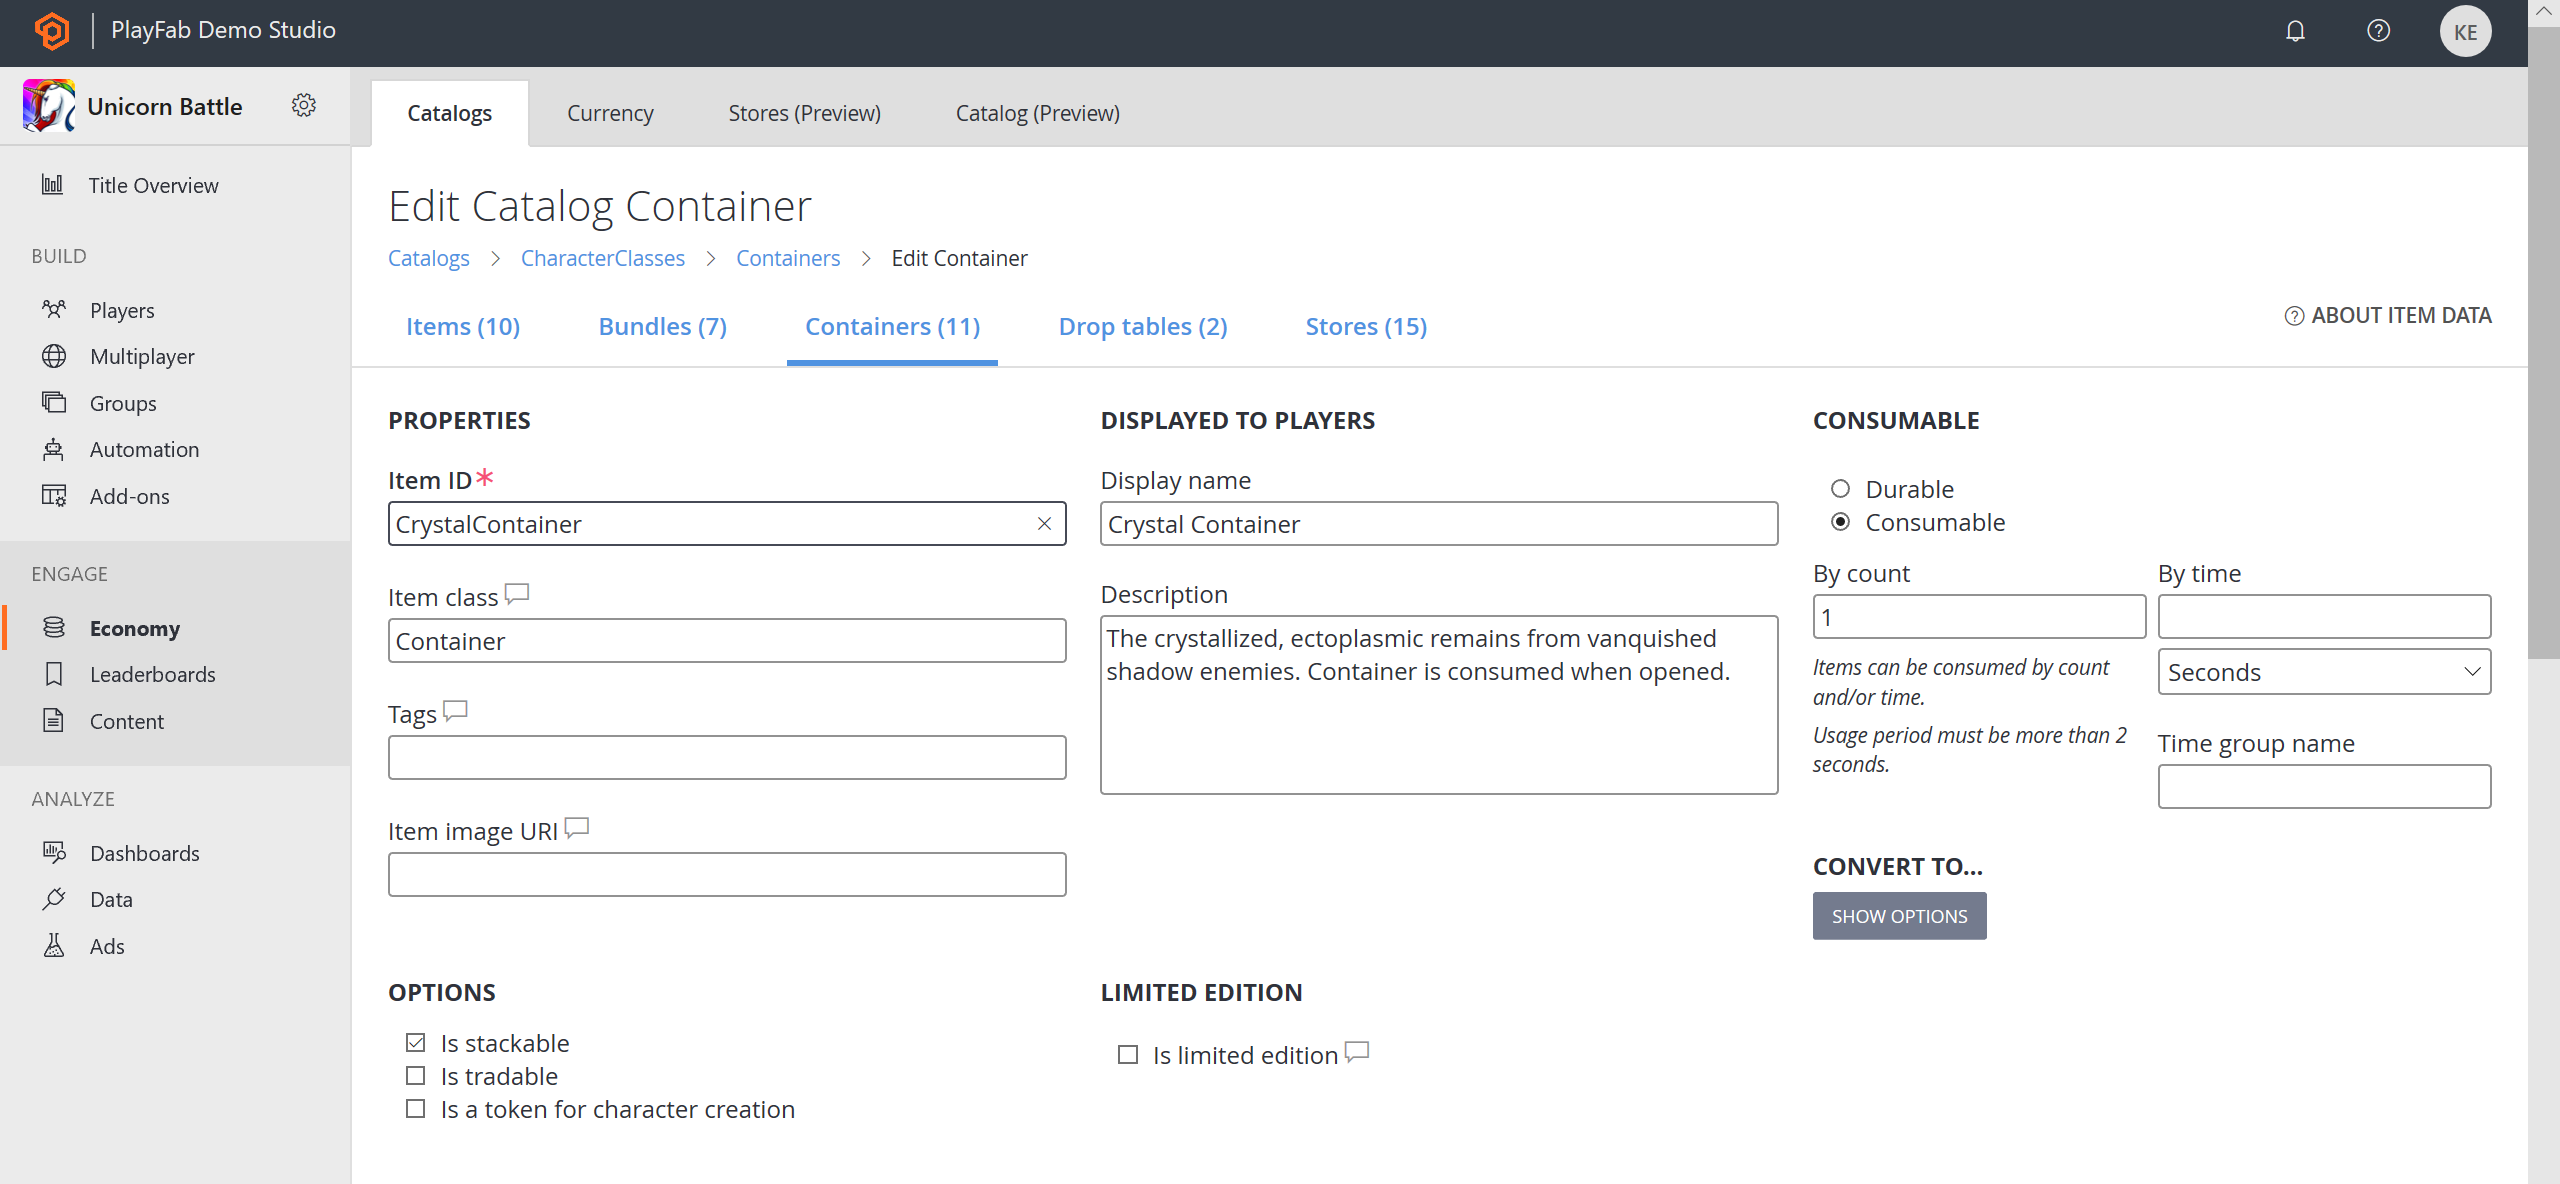 PlayFab Demo Studio
KE
Unicorn Battle
Catalogs
Currency
Stores (Preview)
Catalog (Preview)
Title Overview
BUILD
Players
Multiplayer
Groups
Automation
Add-ons
ENGAGE
Economy
Leaderboards
Content
ANALYZE
Dashboards
Data
Ads
Edit Catalog Container
Catalogs > CharacterClasses > Containers > Edit Container
Items (10)
Bundles (7)
Containers (11)
Drop tables (2)
Stores (15)
ABOUT ITEM DATA
PROPERTIES
Item ID*
CrystalContainer
Item class
Container
Tags
Item image URI
DISPLAYED TO PLAYERS
Display name
Crystal Container
Description
The crystallized, ectoplasmic remains from vanquished
shadow enemies. Container is consumed when opened.
CONSUMABLE
Durable
Consumable
By count
1
Items can be consumed by count
and/or time.
Usage period must be more than 2
seconds.
By time
Seconds
Time group name
CONVERT TO...
SHOW OPTIONS
OPTIONS
Is stackable
Is tradable
Is a token for character creation
LIMITED EDITION
Is limited edition